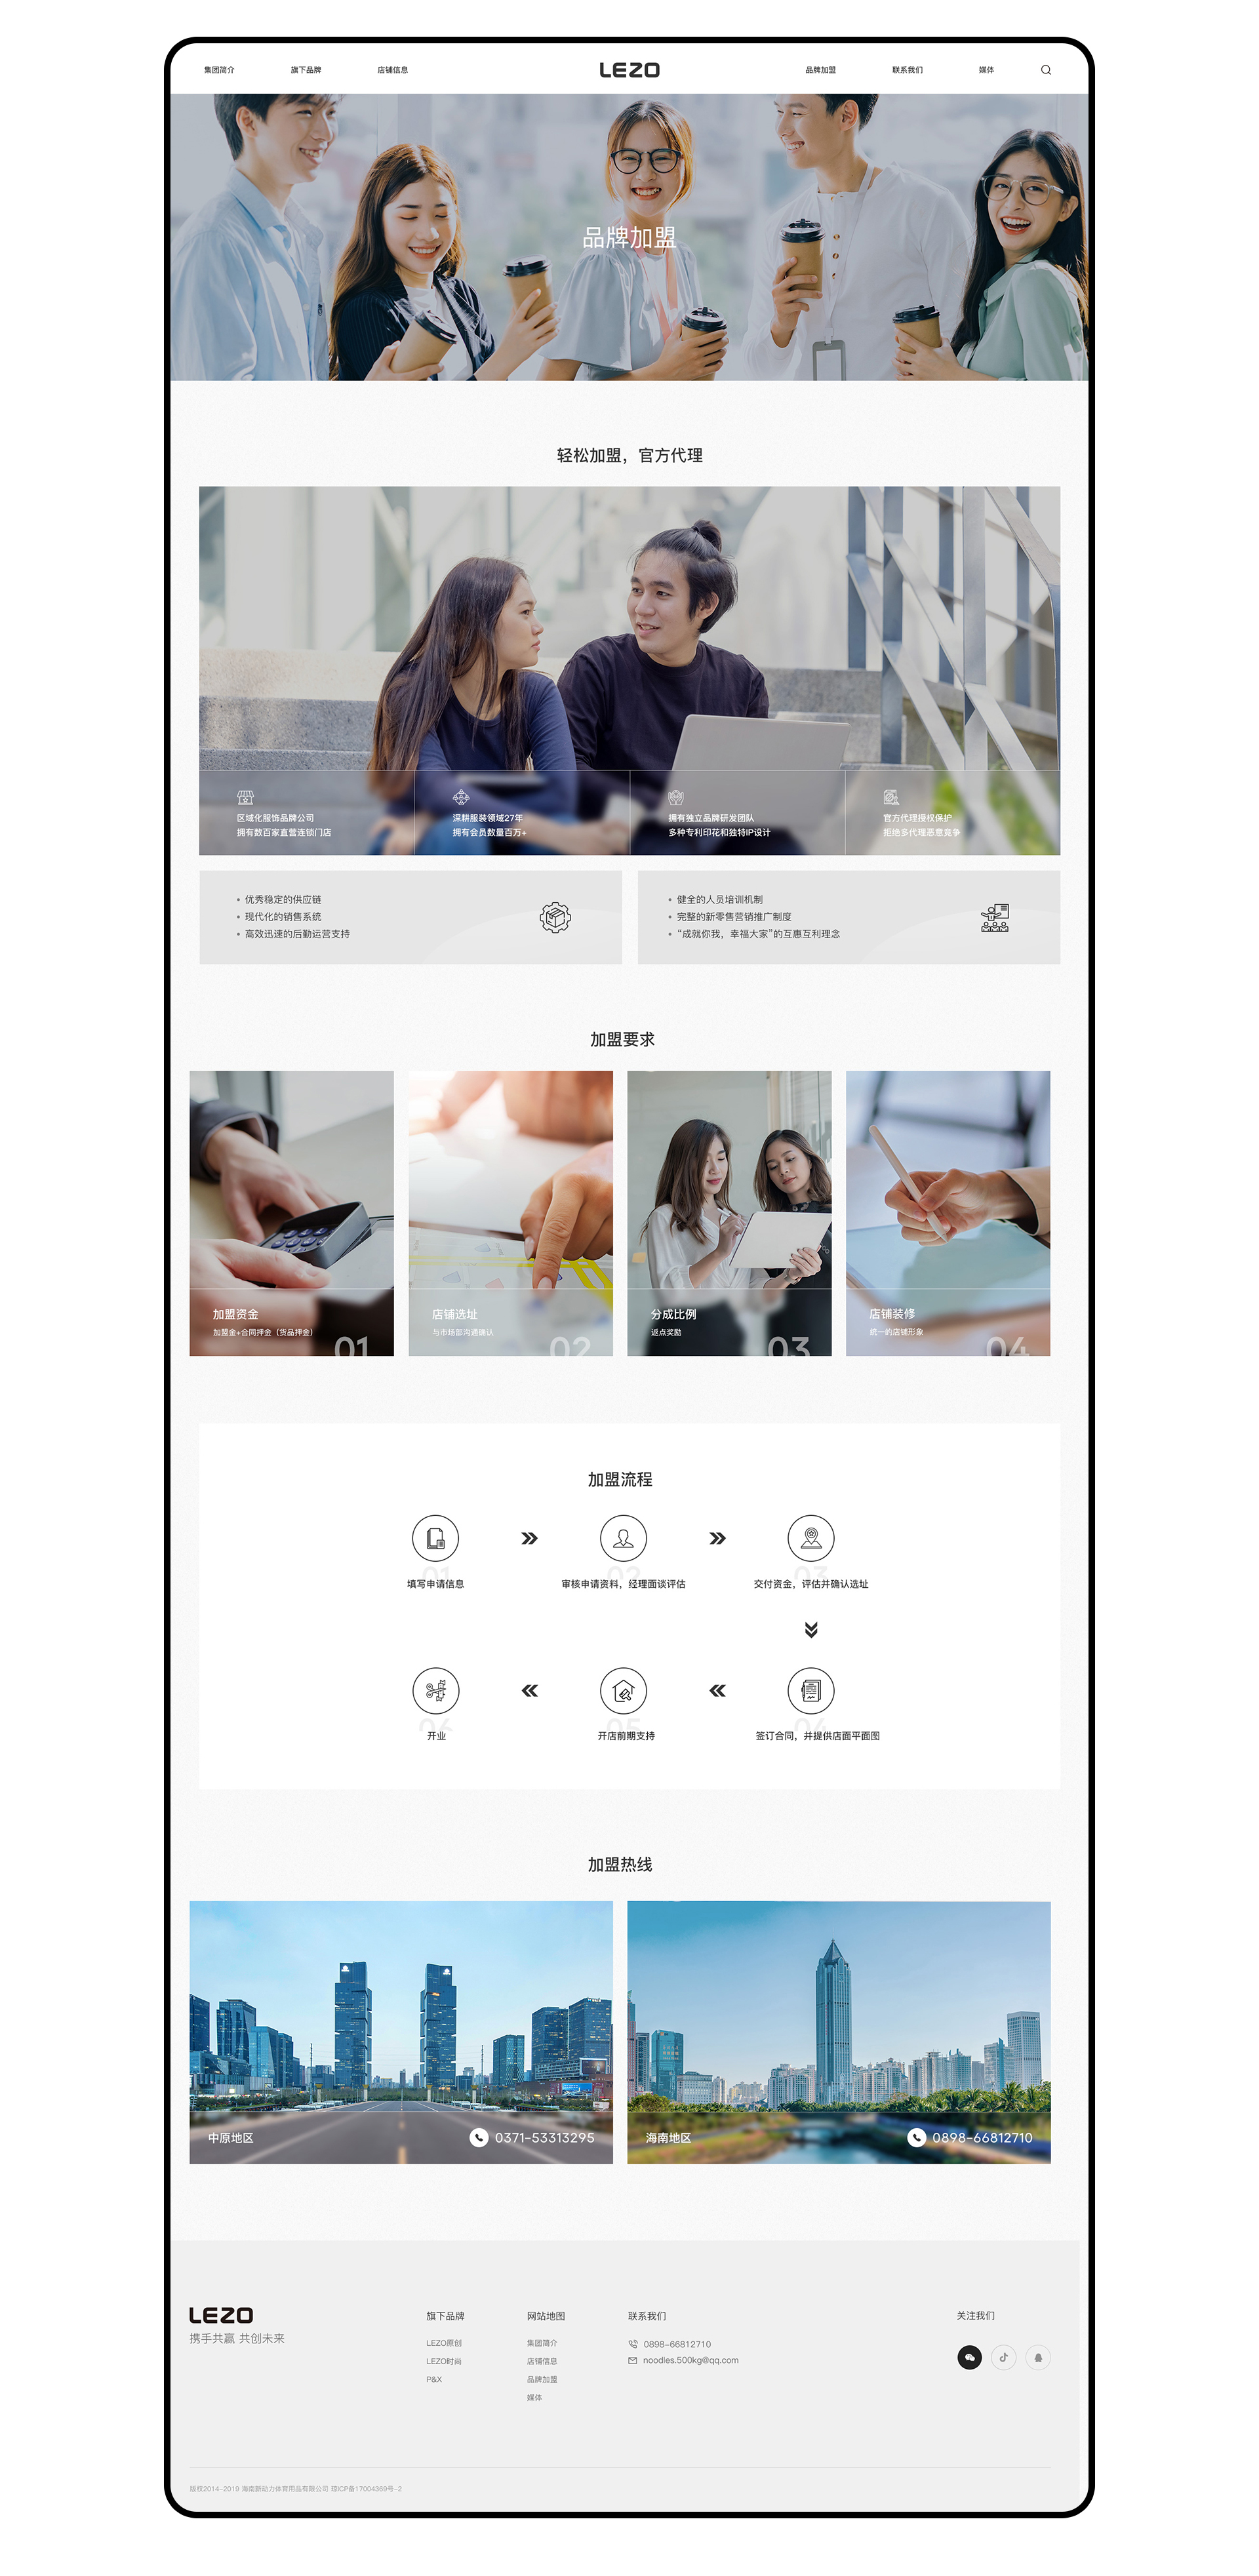 集团简介
旗下品牌
店铺信息
LEZO
品牌加盟
联系我们
媒体
品牌加盟
轻松加盟，官方代理
区域化服饰品牌公司
拥有数百家直营连锁门店
深耕服装领域27年
拥有会员数量百万+
拥有独立品牌研发团队
多种专利印花和独特IP设计
官方代理授权保护
拒绝多代理恶意竞争
优秀稳定的供应链
现代化的销售系统
高效迅速的后勤运营支持
健全的人员培训机制
完整的新零售营销推广制度
“成就你我，幸福大家”的互惠互利理念
加盟要求
加盟资金
加盟金+合同押金（货品押金）
01
店铺选址
与市场部沟通确认
02
分成比例
返点奖励
03
店铺装修
统一的店铺形象
04
加盟流程
01
填写申请信息
02
审核申请资料，经理面谈评估
03
交付资金，评估并确认选址
06
开业
05
开店前期支持
04
签订合同，并提供店面平面图
加盟热线
中原地区
0371-53313295
海南地区
0898-66812710
LEZO
携手共赢 共创未来
旗下品牌
LEZO原创
LEZO时尚
P&X
网站地图
集团简介
店铺信息
品牌加盟
媒体
联系我们
0898-66812710
noodles.500kg@qq.com
关注我们
版权2014-2019 海南新动力体育用品有限公司 琼ICP备17004369号-2